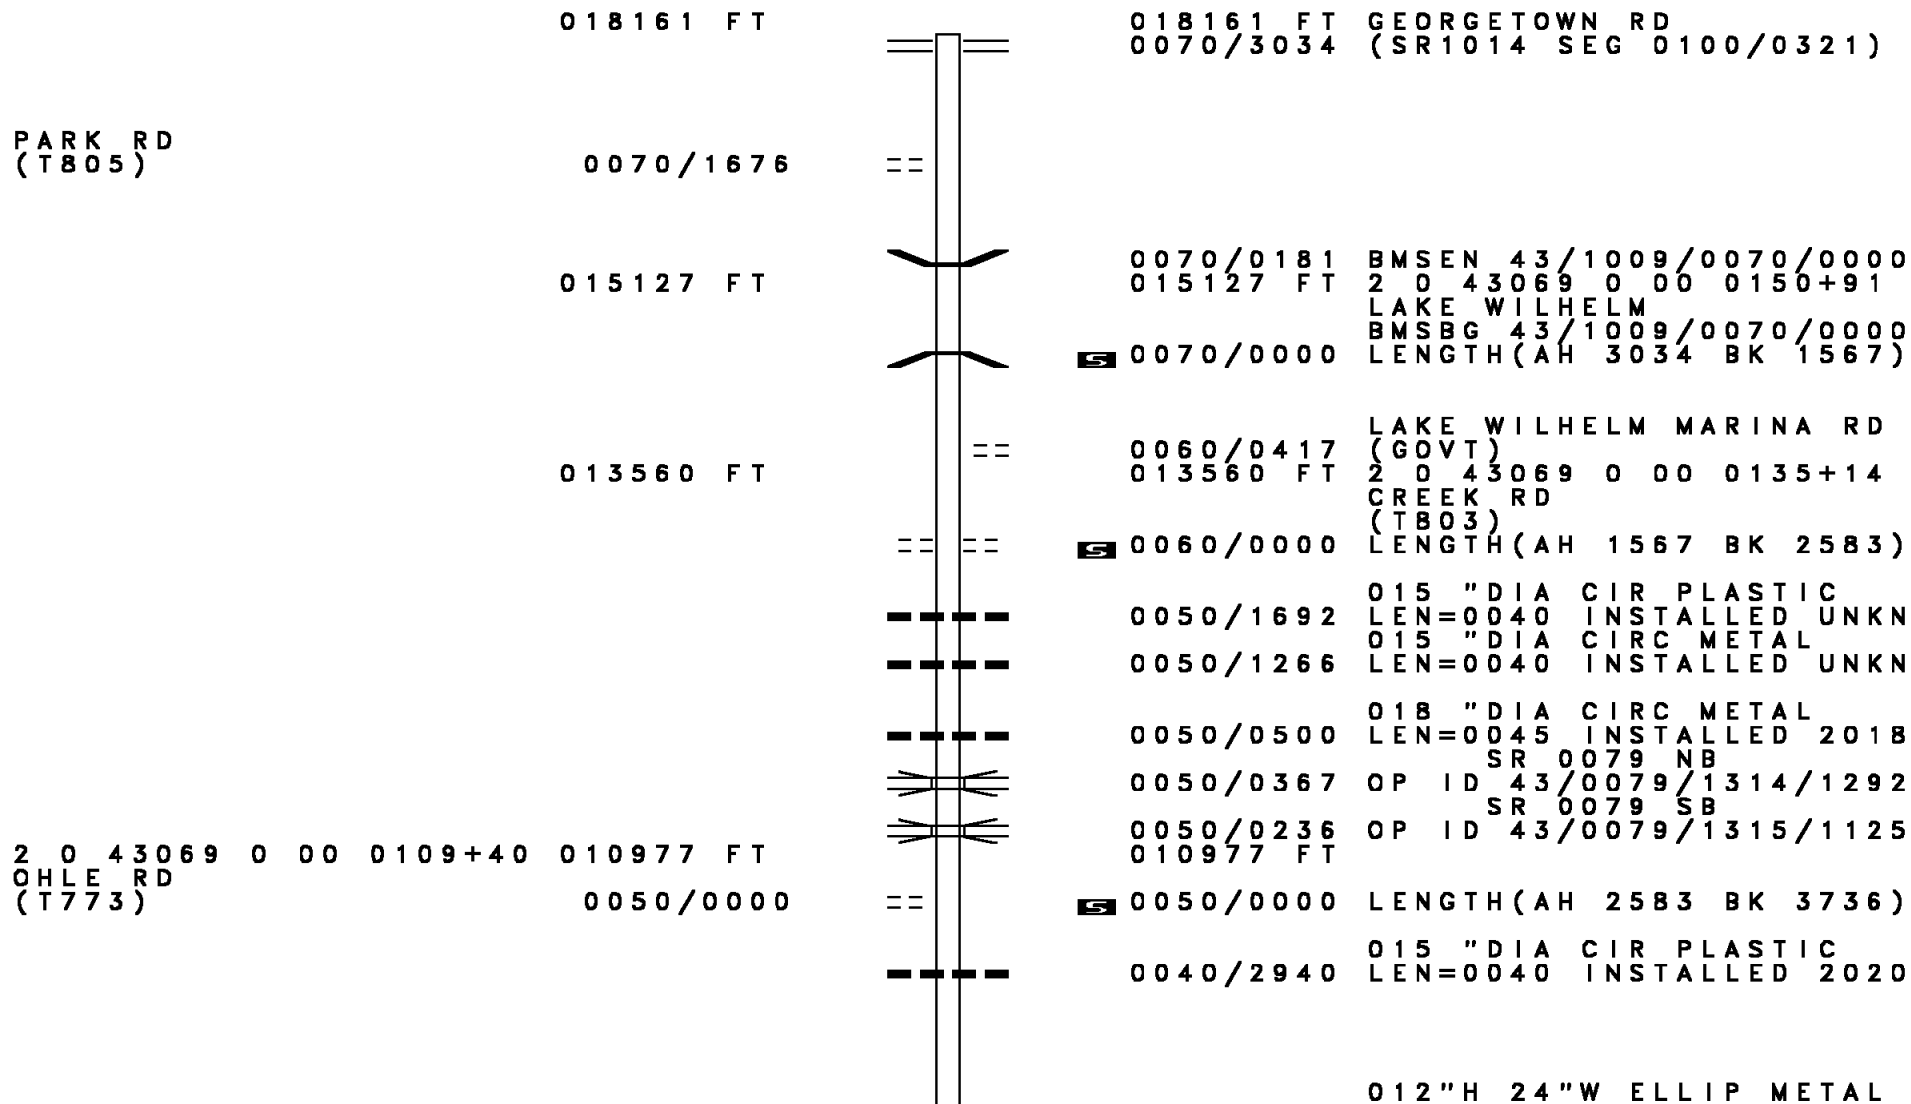 018161 FT 018161 FT GEORGETOWN RD
0070/3034 (SR1014 SEG 0100/0321)
PARK RD
(T805) 0070/1676
0070/0181 BMSEN 43/1009/0070/0000
015127 FT 015127 FT 2 0 43069 0 00 0150+91
LAKE WILHELM
BMSBG 43/1009/0070/0000
S 0070/0000 LENGTH(AH 3034 BK 1567)
LAKE WILHELM MARINA RD
0060/0417 (GOVT)
013560 FT 013560 FT 2 0 43069 0 00 0135+14
CREEK RD
(T803)
S 0060/0000 LENGTH(AH 1567 BK 2583)
015 "DIA CIR PLASTIC
0050/1692 LEN=0040 INSTALLED UNKN
015 "DIA CIRC METAL
0050/1266 LEN=0040 INSTALLED UNKN
018 "DIA CIRC METAL
0050/0500 LEN=0045 INSTALLED 2018
SR 0079 NB
0050/0367 OP ID 43/0079/1314/1292
SR 0079 SB
0050/0236 OP ID 43/0079/1315/1125
2 0 43069 0 00 0109+40 010977 FT 010977 FT
OHLE RD
(T773) 0050/0000 S 0050/0000 LENGTH(AH 2583 BK 3736)
015 "DIA CIR PLASTIC
0040/2940 LEN=0040 INSTALLED 2020
012"H 24"W ELLIP METAL